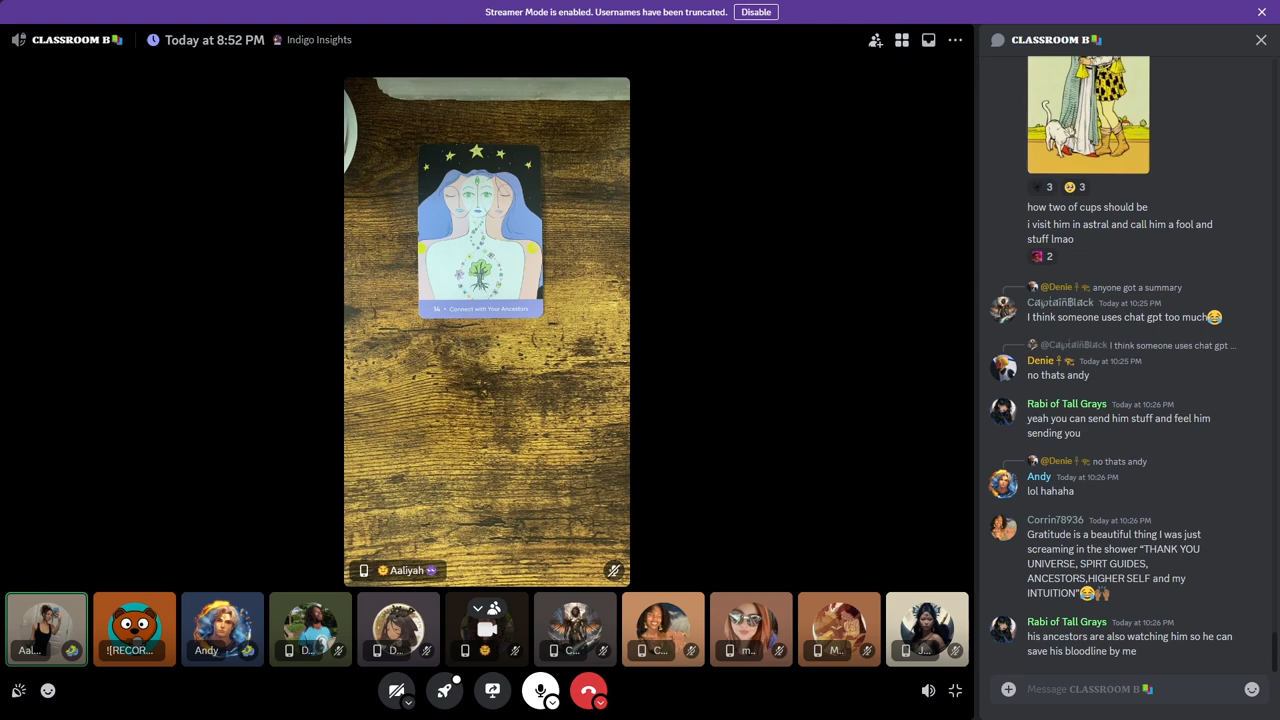 Streamer Mode is enabled. Usernames have been truncated.
Disable
CLASSROOM B
Today at 8:52 PM
Indigo Insights
CLASSROOM B
14 • Connect with Your Ancestors
Aaliyah
Aal...
![RECOR...
Andy
D...
D...
C...
C...
m...
M...
J...
3
3
how two of cups should be
i visit him in astral and call him a fool and
stuff lmao
2
@Denie anyone got a summary
CaptainBlack Today at 10:25 PM
I think someone uses chat gpt too much😂
@CaptainBlack I think someone uses chat gpt ...
Denie Today at 10:25 PM
no thats andy
Rabi of Tall Grays Today at 10:26 PM
yeah you can send him stuff and feel him
sending you
@Denie no thats andy
Andy Today at 10:26 PM
lol hahaha
Corrin78936 Today at 10:26 PM
Gratitude is a beautiful thing I was just
screaming in the shower “THANK YOU
UNIVERSE, SPIRT GUIDES,
ANCESTORS,HIGHER SELF and my
INTUITION”😂🙌🏾
Rabi of Tall Grays Today at 10:26 PM
his ancestors are also watching him so he can
save his bloodline by me
Message CLASSROOM B